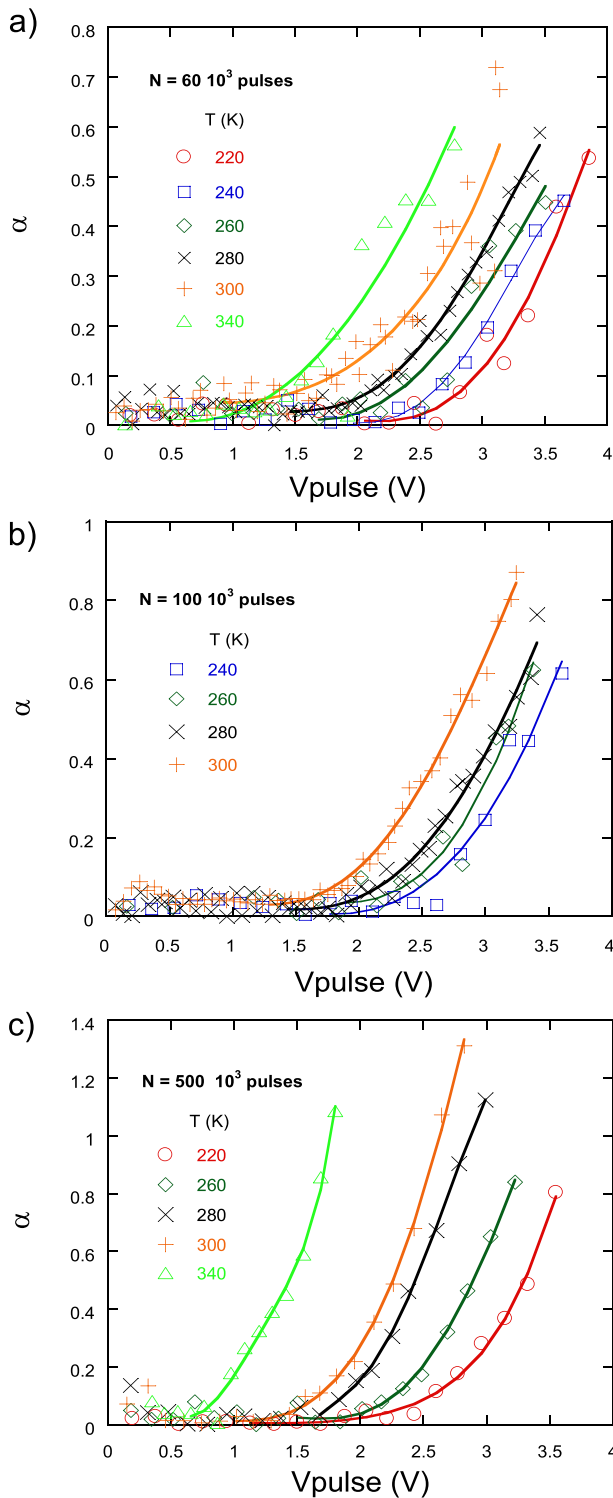 a)
0.8
0.7
0.6
0.5
0.4
0.3
0.2
0.1
0
α
N = 60 10³ pulses
T (K)
220
240
260
280
300
340
0 0.5 1 1.5 2 2.5 3 3.5 4
Vpulse (V)
b)
1
0.8
0.6
0.4
0.2
0
α
N = 100 10³ pulses
T (K)
240
260
280
300
0 0.5 1 1.5 2 2.5 3 3.5 4
Vpulse (V)
c)
1.4
1.2
1
0.8
0.6
0.4
0.2
0
α
N = 500 10³ pulses
T (K)
220
260
280
300
340
0 0.5 1 1.5 2 2.5 3 3.5 4
Vpulse (V)